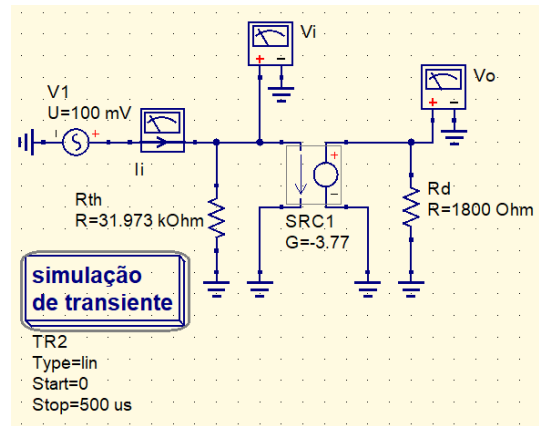 Vi
+ -
Vo
+ -
V1
U=100 mV
- +
Ii
Rth
R=31.973 kOhm
+
-
SRC1
G=-3.77
Rd
R=1800 Ohm
simulação
de transiente
TR2
Type=lin
Start=0
Stop=500 us